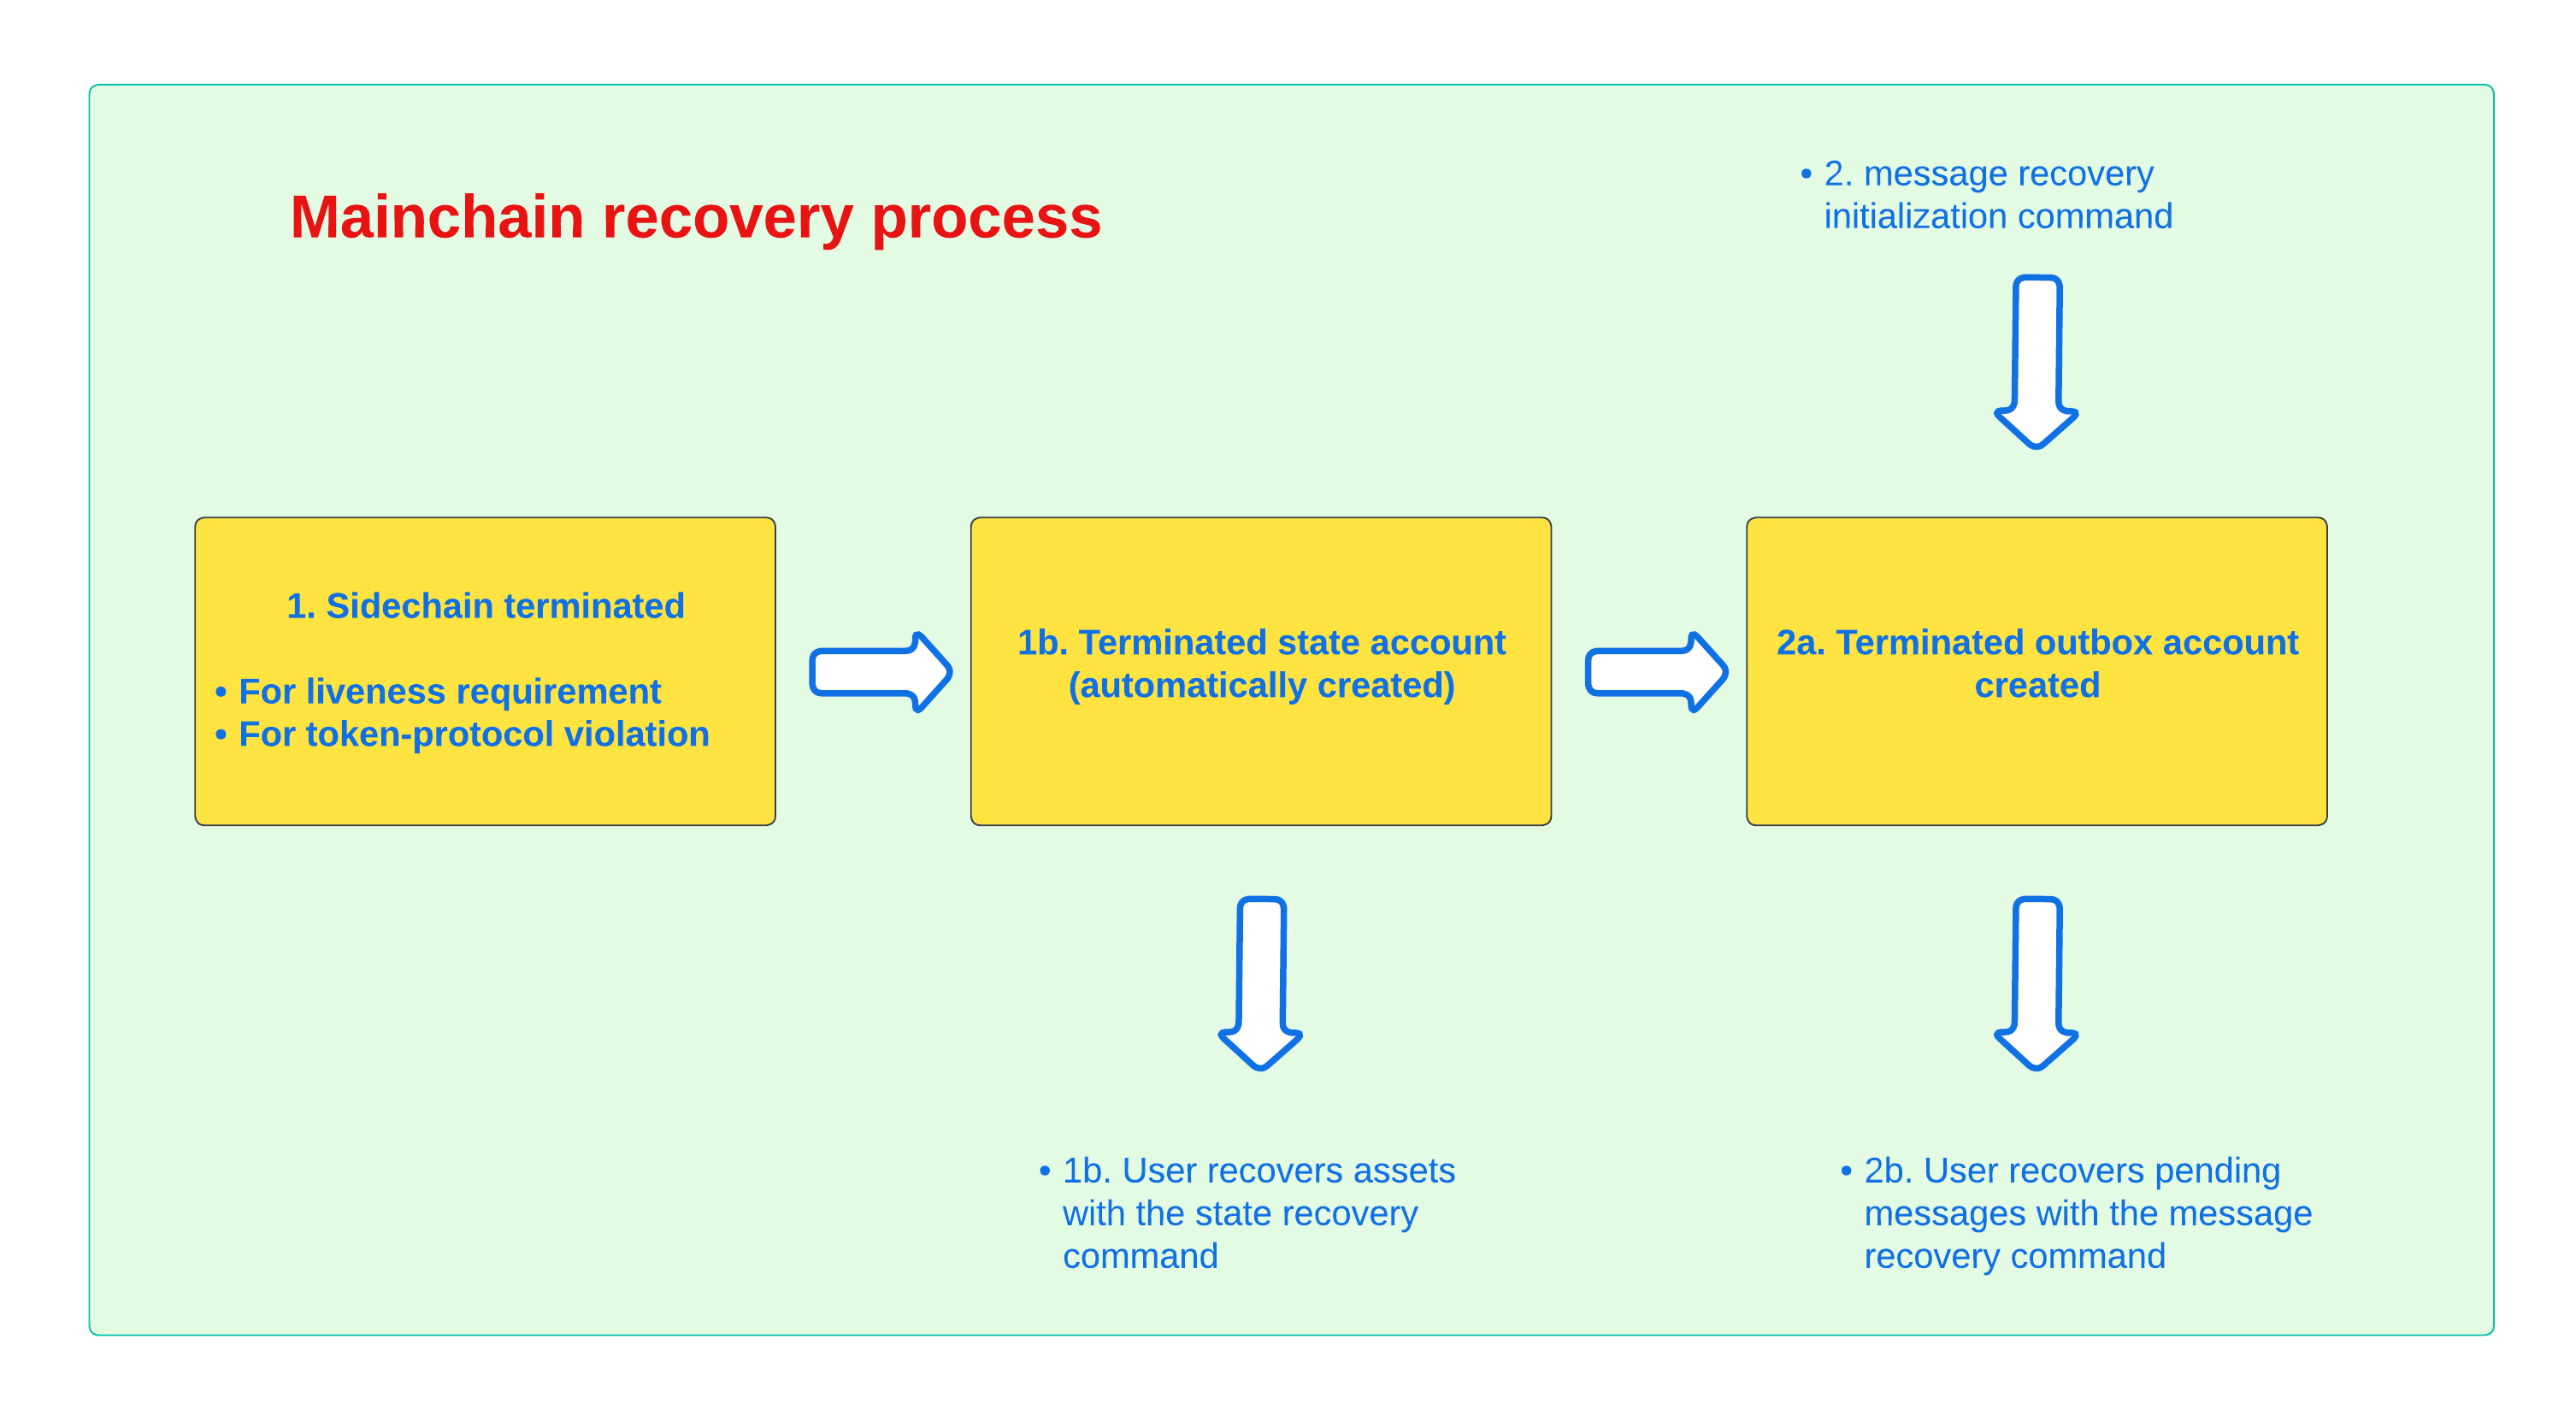 Mainchain recovery process
• 2. message recovery
initialization command
1. Sidechain terminated
• For liveness requirement
• For token-protocol violation
1b. Terminated state account
(automatically created)
2a. Terminated outbox account
created
• 1b. User recovers assets
with the state recovery
command
• 2b. User recovers pending
messages with the message
recovery command